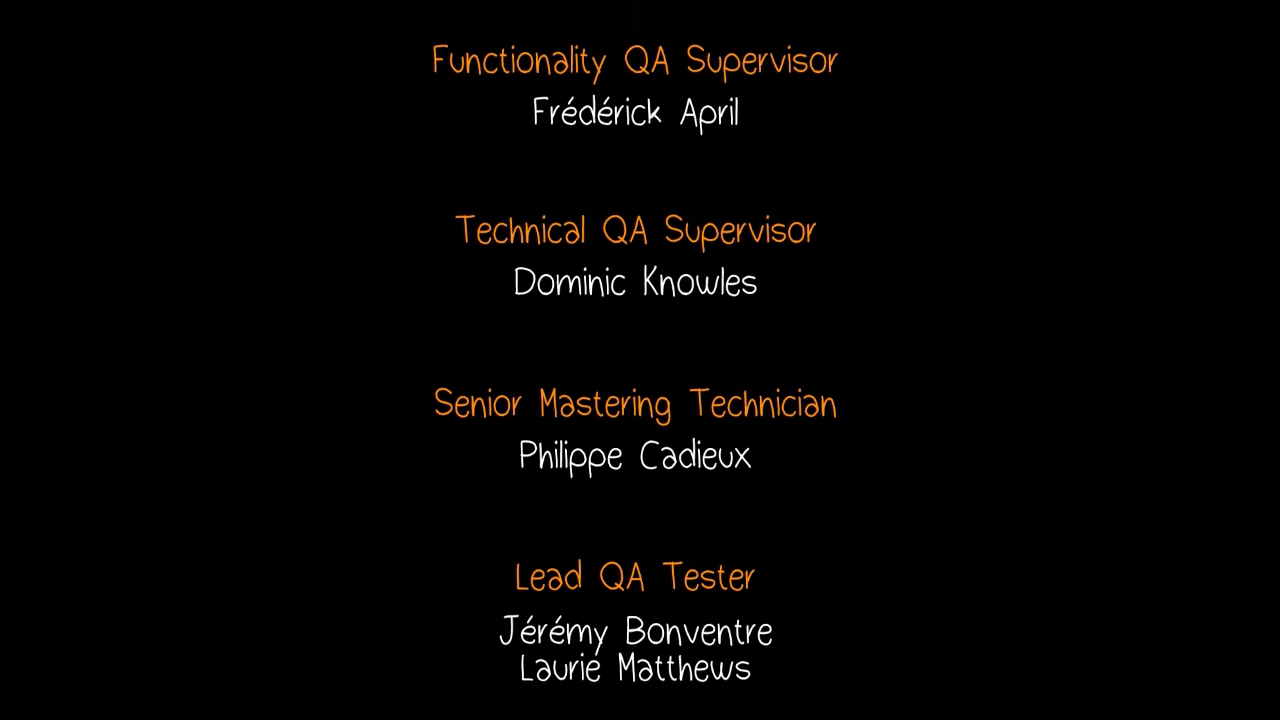 Functionality QA Supervisor
Frédérick April
Technical QA Supervisor
Dominic Knowles
Senior Mastering Technician
Philippe Cadieux
Lead QA Tester
Jérémy Bonventre
Laurie Matthews